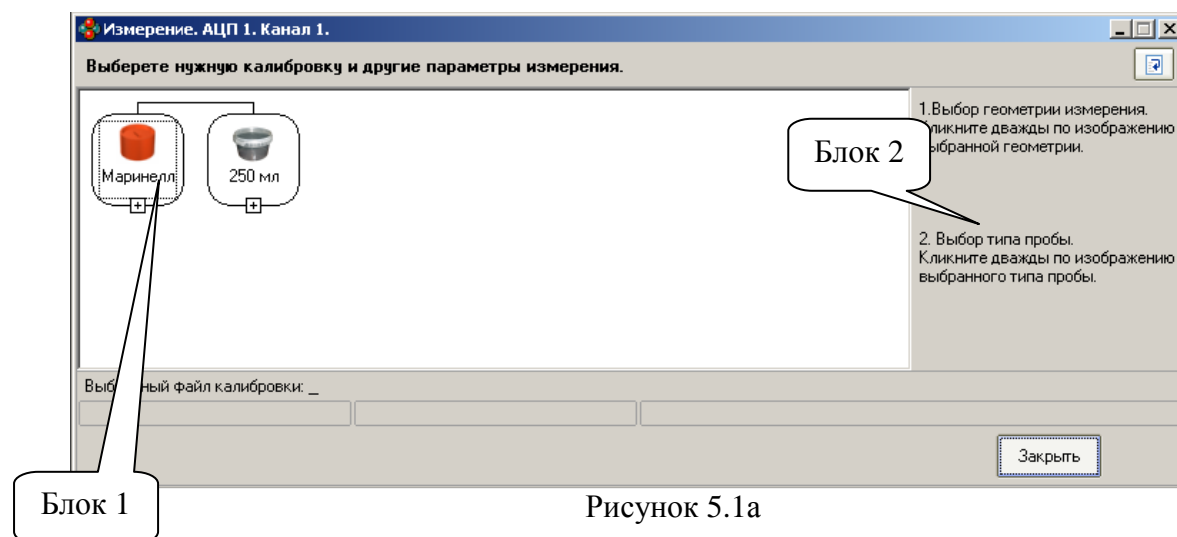 Измерение. АЦП 1. Канал 1.
Выберете нужную калибровку и другие параметры измерения.
Маринелл
250 мл
1.Выбор геометрии измерения.
ликните дважды по изображению
ыбранной геометрии.
Блок 2
2. Выбор типа пробы.
Кликните дважды по изображению
выбранного типа пробы.
Выб ный файл калибровки: _
Закрыть
Блок 1
Рисунок 5.1а